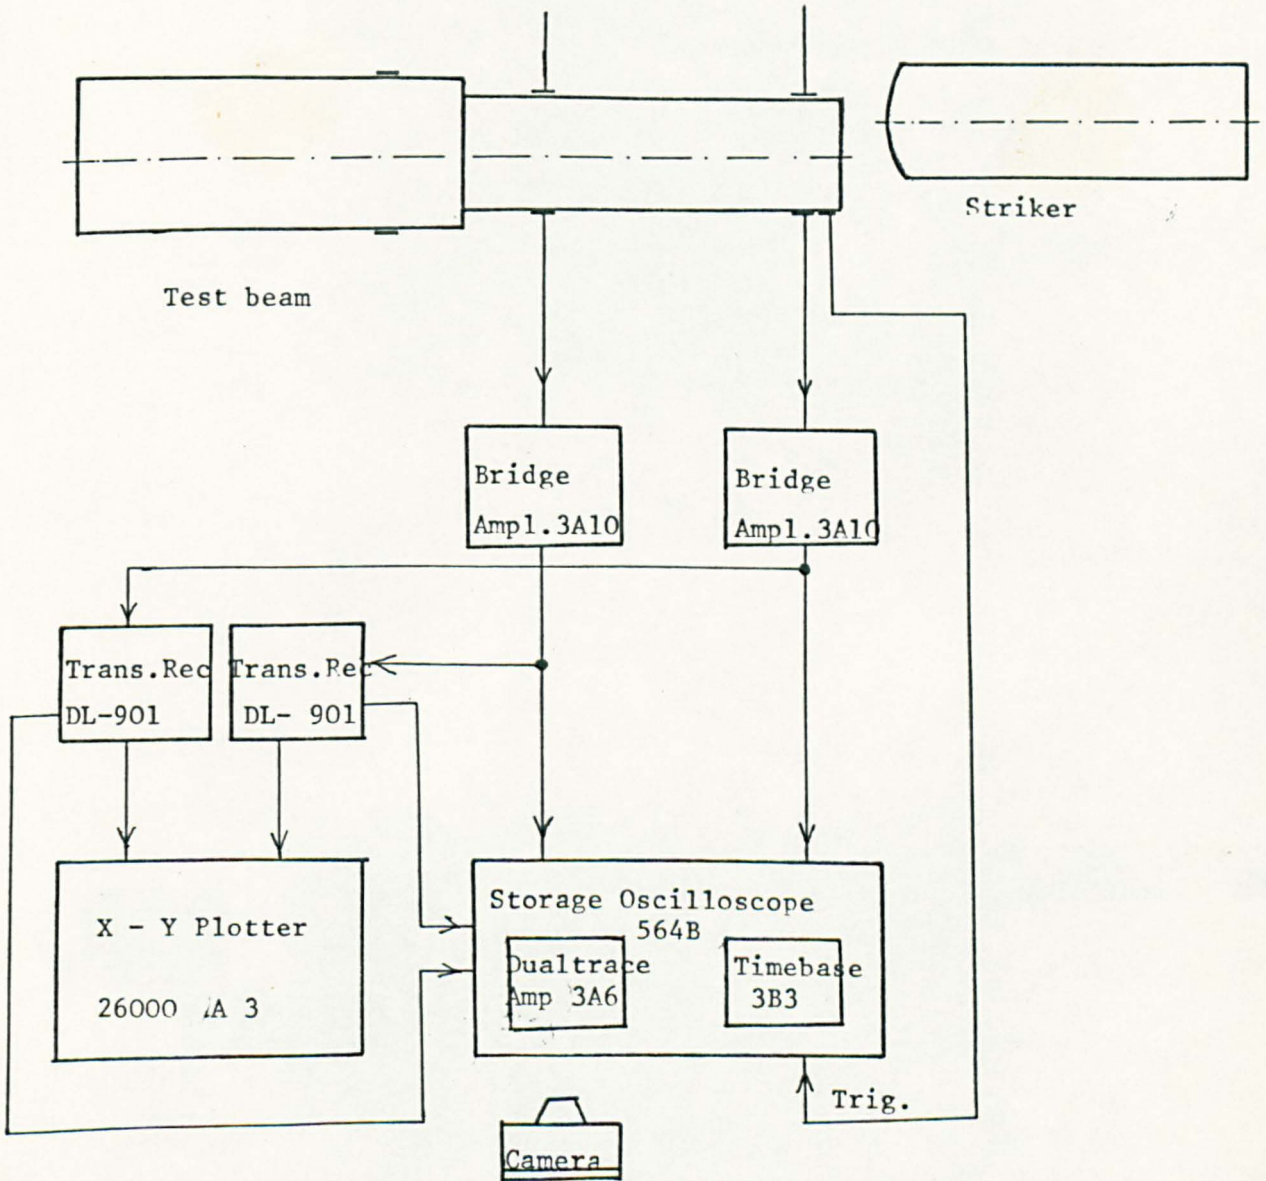 Striker
Test beam
Bridge
Ampl.3A10
Bridge
Ampl.3A10
Trans.Rec
DL-901
Trans.Rec
DL- 901
X - Y Plotter
26000 A 3
Storage Oscilloscope
564B
Dualtrace
Amp 3A6
Timebase
3B3
Trig.
Camera